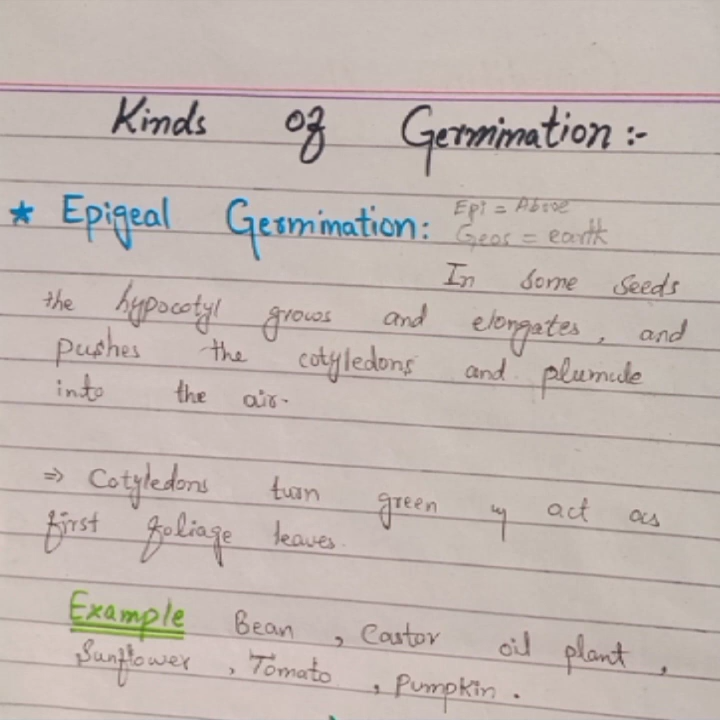 Kinds of Germination :-
* Epigeal Germination: Epi = Above
Geos = earth
In some seeds
the hypocotyl grows and elongates, and
pushes the cotyledons and plumule
into the air.
⇒ Cotyledons turn green & act as
first foliage leaves.
Example Bean, Castor oil plant,
Sunflower, Tomato, Pumpkin.